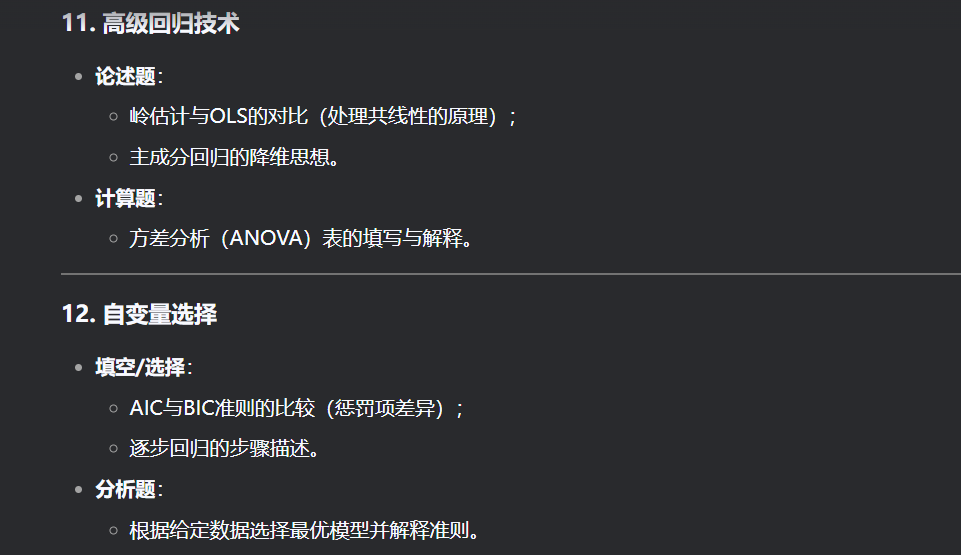 11. 高级回归技术
论述题：
岭估计与OLS的对比（处理共线性的原理）；
主成分回归的降维思想。
计算题：
方差分析（ANOVA）表的填写与解释。
12. 自变量选择
填空/选择：
AIC与BIC准则的比较（惩罚项差异）；
逐步回归的步骤描述。
分析题：
根据给定数据选择最优模型并解释准则。